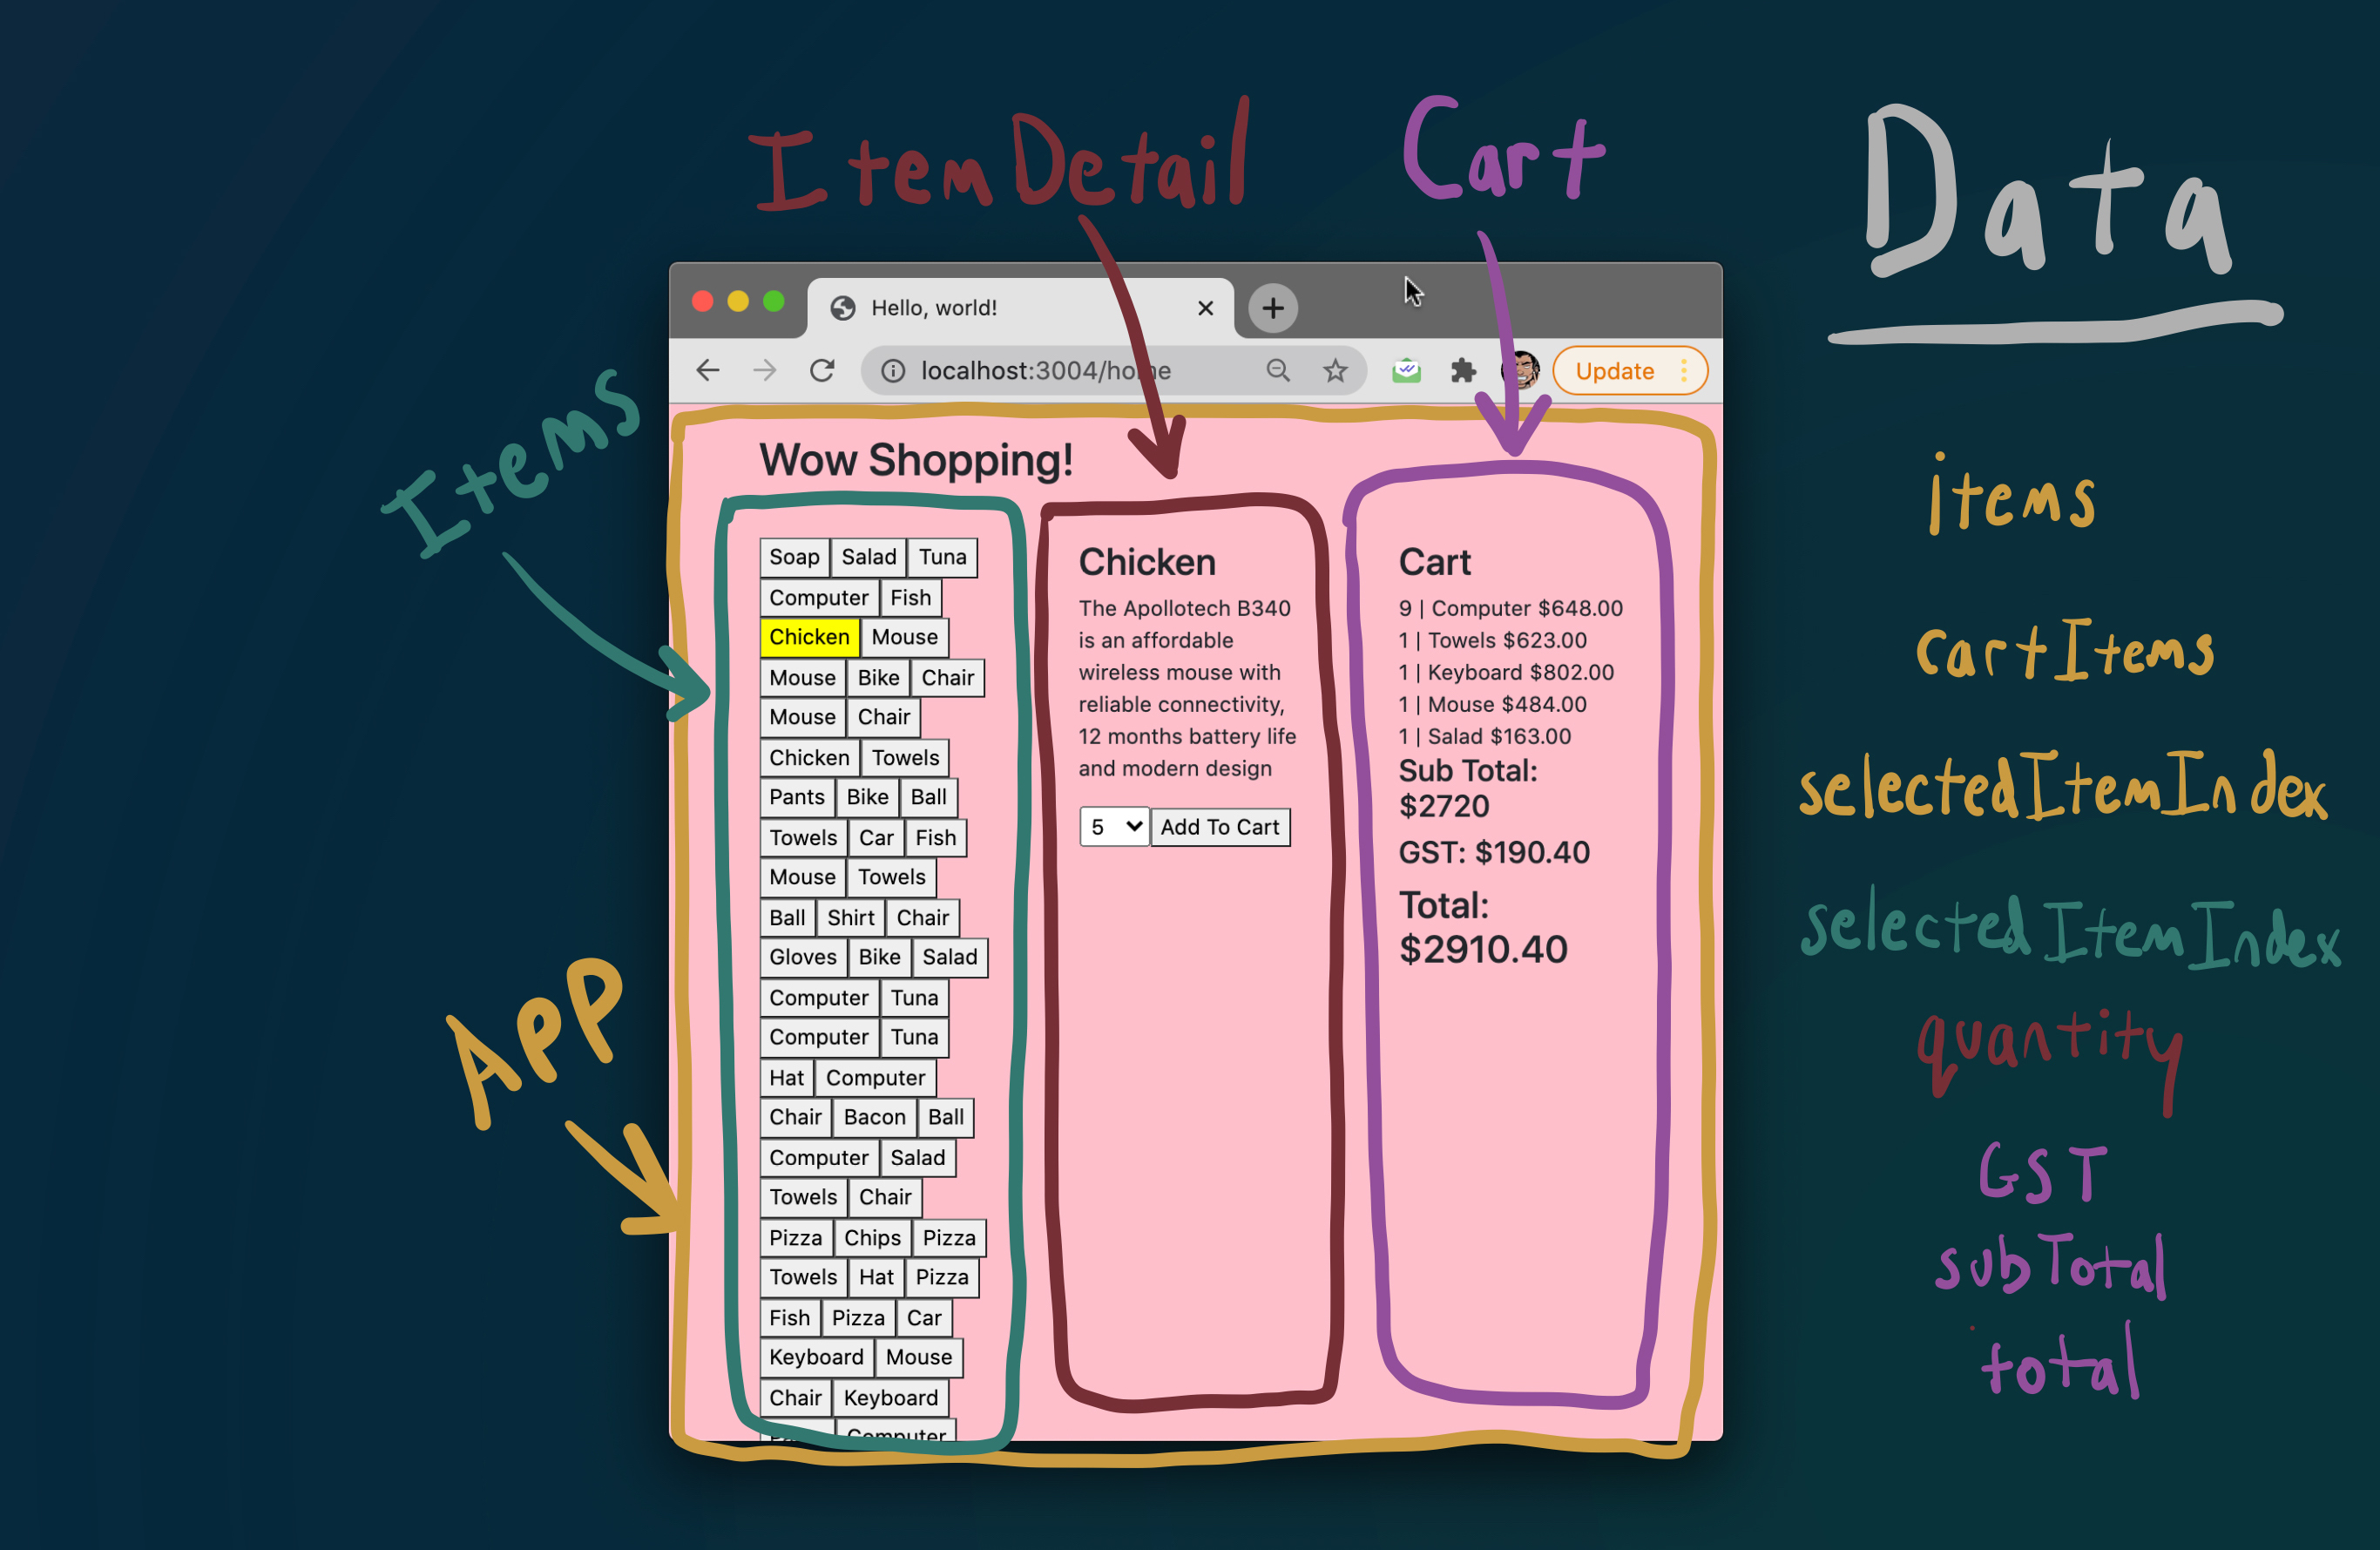 ItemDetail
Cart
Data
Hello, world!
localhost:3004/home
Update
Items
App
Wow Shopping!
Soap Salad Tuna
Computer Fish
Chicken Mouse
Mouse Bike Chair
Mouse Chair
Chicken Towels
Pants Bike Ball
Towels Car Fish
Mouse Towels
Ball Shirt Chair
Gloves Bike Salad
Computer Tuna
Computer Tuna
Hat Computer
Chair Bacon Ball
Computer Salad
Towels Chair
Pizza Chips Pizza
Towels Hat Pizza
Fish Pizza Car
Keyboard Mouse
Chair Keyboard
Computer
Chicken
The Apollotech B340
is an affordable
wireless mouse with
reliable connectivity,
12 months battery life
and modern design
5 Add To Cart
Cart
9 | Computer $648.00
1 | Towels $623.00
1 | Keyboard $802.00
1 | Mouse $484.00
1 | Salad $163.00
Sub Total:
$2720
GST: $190.40
Total:
$2910.40
items
cartItems
selectedItemIndex
selectedItemIndex
quantity
GST
subTotal
total